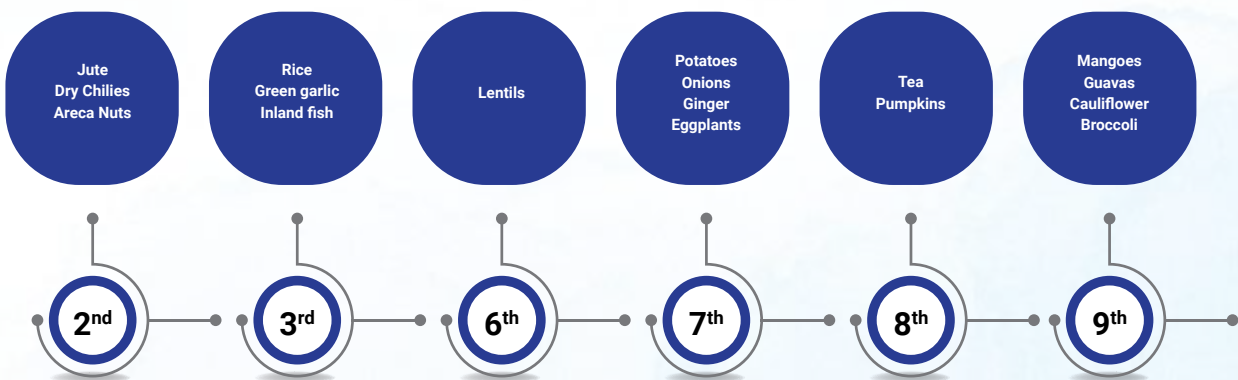 Jute
Dry Chilies
Areca Nuts
Rice
Green garlic
Inland fish
Lentils
Potatoes
Onions
Ginger
Eggplants
Tea
Pumpkins
Mangoes
Guavas
Cauliflower
Broccoli
2nd
3rd
6th
7th
8th
9th